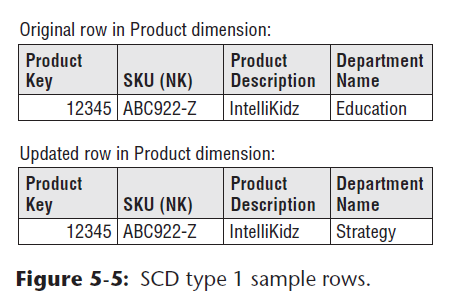 Original row in Product dimension:
Product Key SKU (NK) Product Description Department Name
12345 ABC922-Z IntelliKidz Education
Updated row in Product dimension:
Product Key SKU (NK) Product Description Department Name
12345 ABC922-Z IntelliKidz Strategy
Figure 5-5: SCD type 1 sample rows.